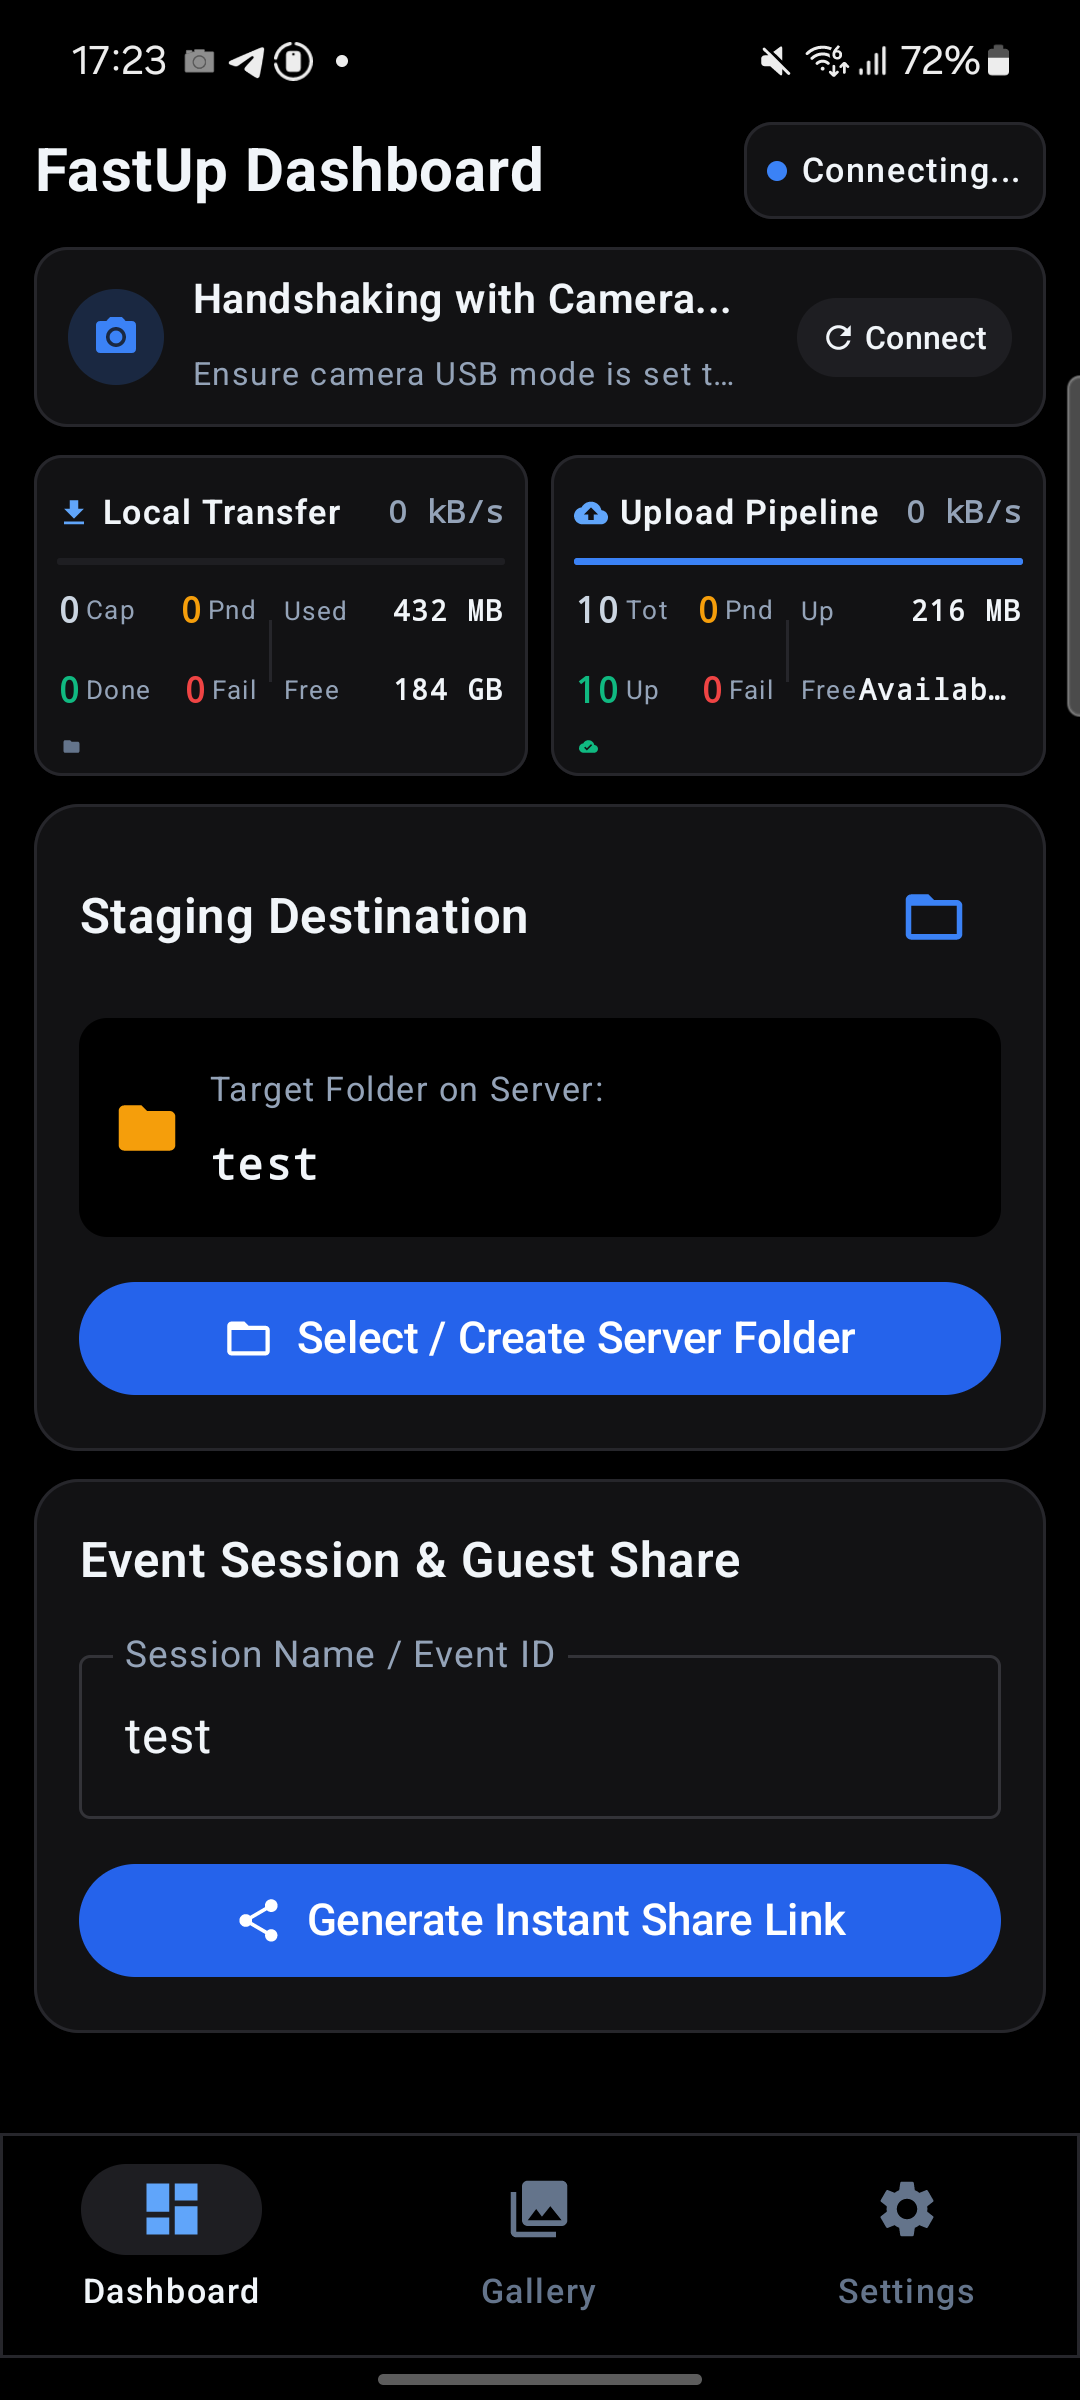 17:23 72%
FastUp Dashboard
Connecting...
Handshaking with Camera...
Ensure camera USB mode is set t...
Connect
Local Transfer 0 kB/s
0 Cap 0 Pnd Used 432 MB
0 Done 0 Fail Free 184 GB
Upload Pipeline 0 kB/s
10 Tot 0 Pnd Up 216 MB
10 Up 0 Fail Free Availab...
Staging Destination
Target Folder on Server:
test
Select / Create Server Folder
Event Session & Guest Share
Session Name / Event ID
test
Generate Instant Share Link
Dashboard Gallery Settings